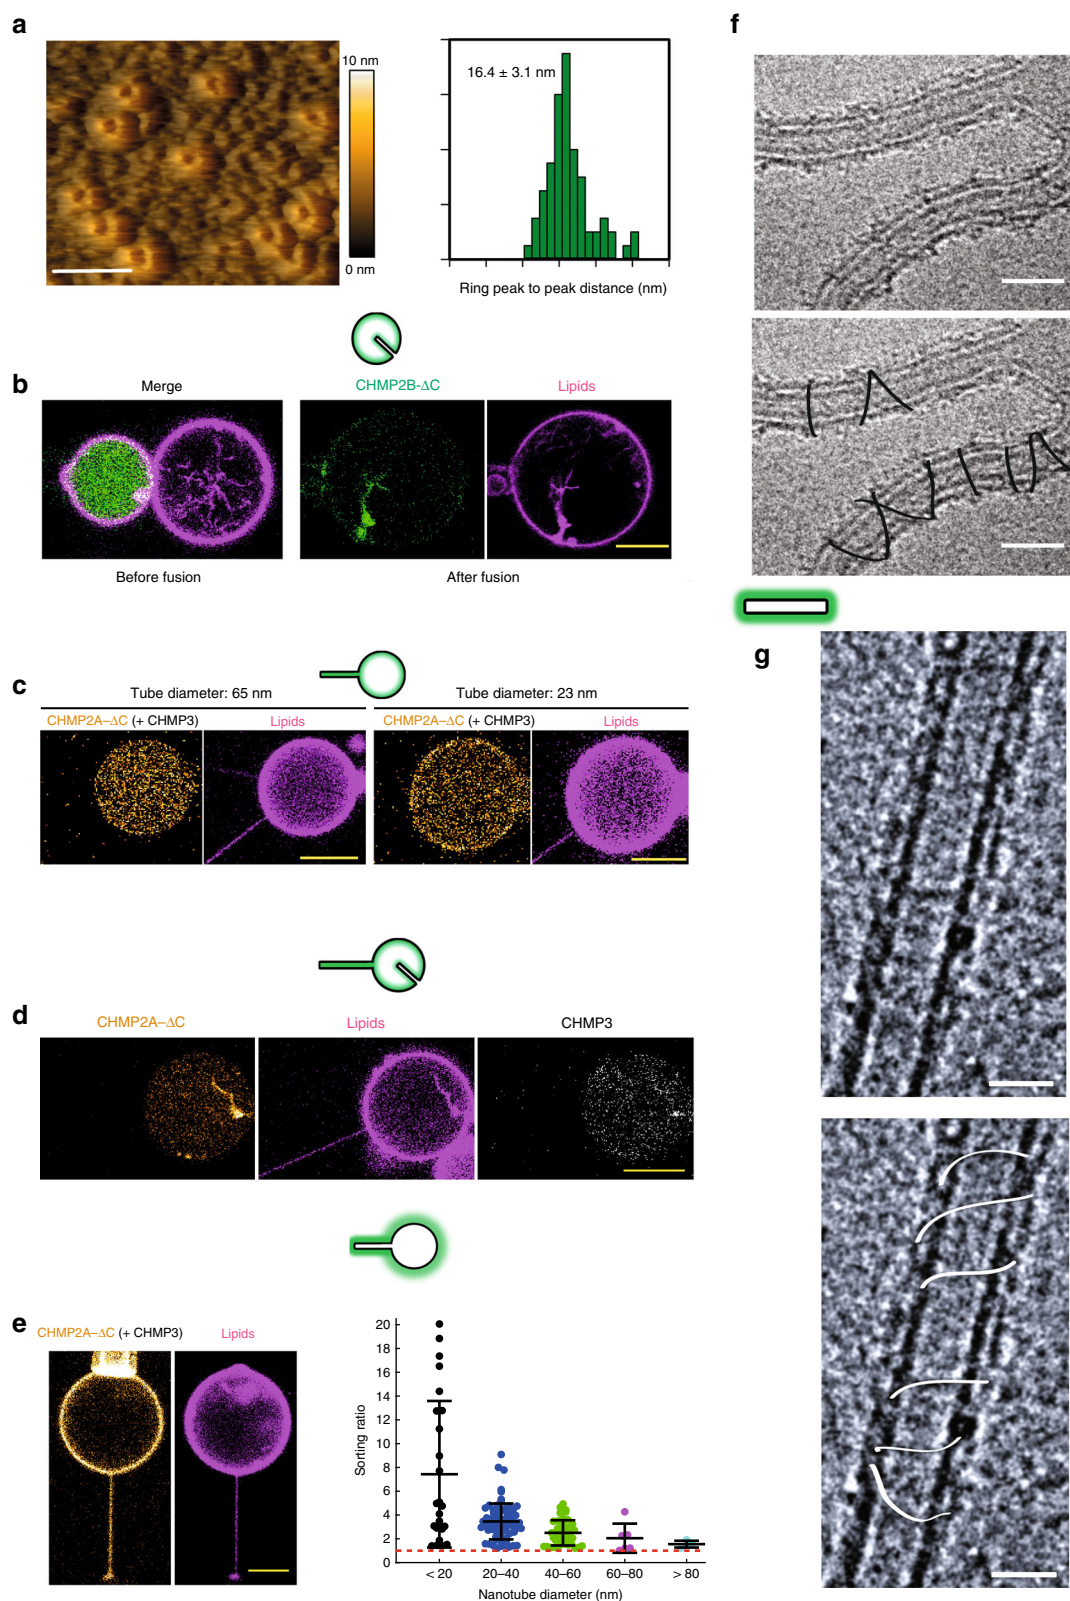 a
10 nm
0 nm
16.4 ± 3.1 nm
Ring peak to peak distance (nm)
b
Merge
CHMP2B-ΔC
Lipids
Before fusion
After fusion
c
Tube diameter: 65 nm
Tube diameter: 23 nm
CHMP2A–ΔC (+ CHMP3)
Lipids
CHMP2A–ΔC (+ CHMP3)
Lipids
d
CHMP2A–ΔC
Lipids
CHMP3
e
CHMP2A–ΔC (+ CHMP3)
Lipids
Sorting ratio
20
18
16
14
12
10
8
6
4
2
0
< 20
20–40
40–60
60–80
> 80
Nanotube diameter (nm)
f
g